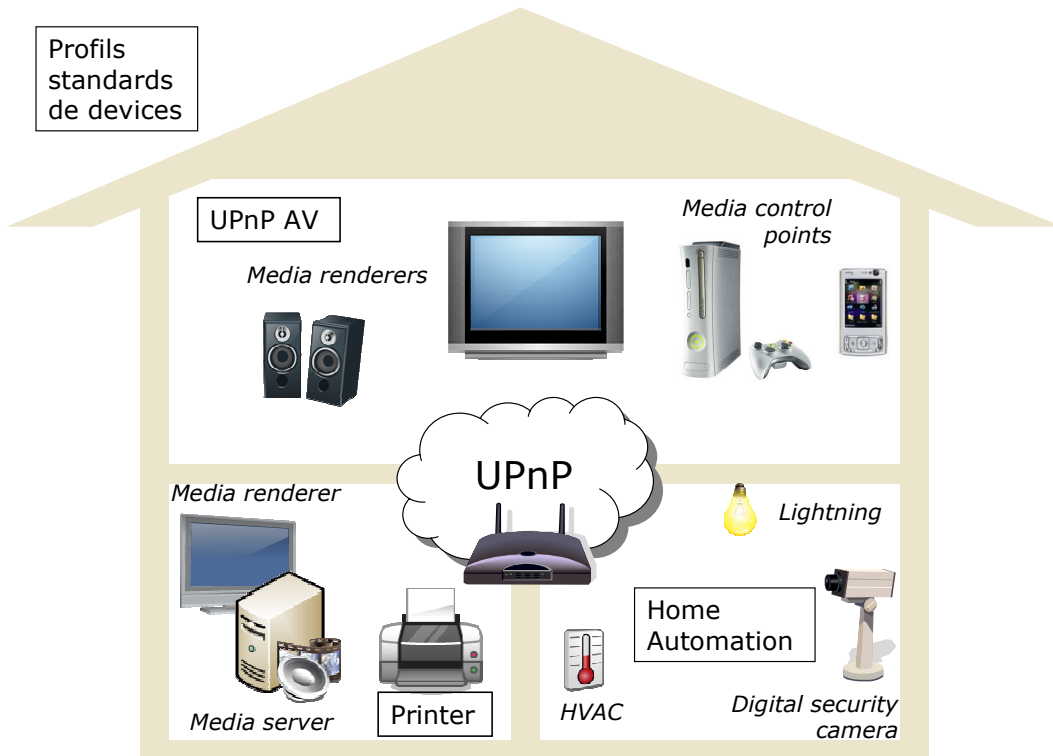 Profils
standards
de devices
UPnP AV
Media control
points
Media renderers
UPnP
Media renderer
Lightning
Home
Automation
Media server
Printer
HVAC
Digital security
camera